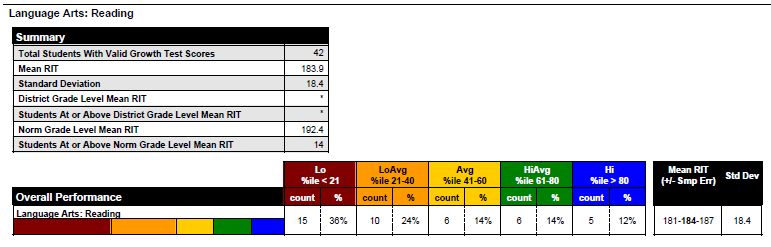 Language Arts: Reading
Summary
Total Students With Valid Growth Test Scores 42
Mean RIT 183.9
Standard Deviation 18.4
District Grade Level Mean RIT *
Students At or Above District Grade Level Mean RIT *
Norm Grade Level Mean RIT 192.4
Students At or Above Norm Grade Level Mean RIT 14
Lo LoAvg Avg HiAvg Hi Mean RIT
%ile < 21 %ile 21-40 %ile 41-60 %ile 61-80 %ile > 80 (+/- Smp Err) Std Dev
Overall Performance count % count % count % count % count %
Language Arts: Reading
15 36% 10 24% 6 14% 6 14% 5 12% 181-184-187 18.4